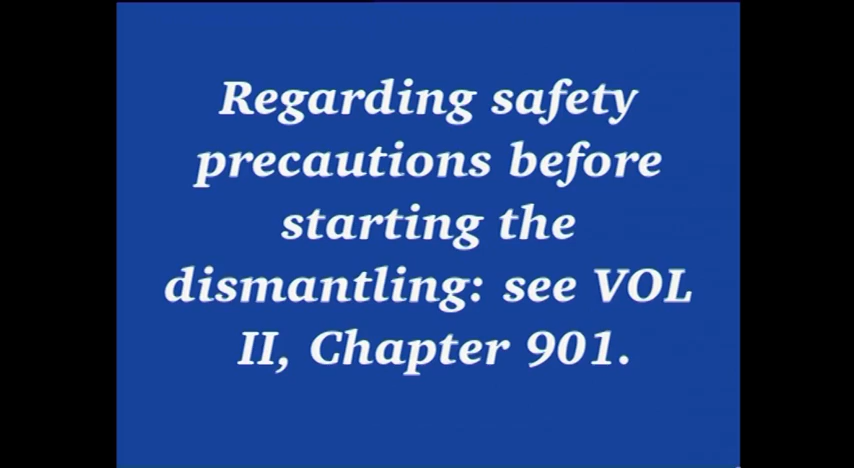 Regarding safety
precautions before
starting the
dismantling: see VOL
II, Chapter 901.